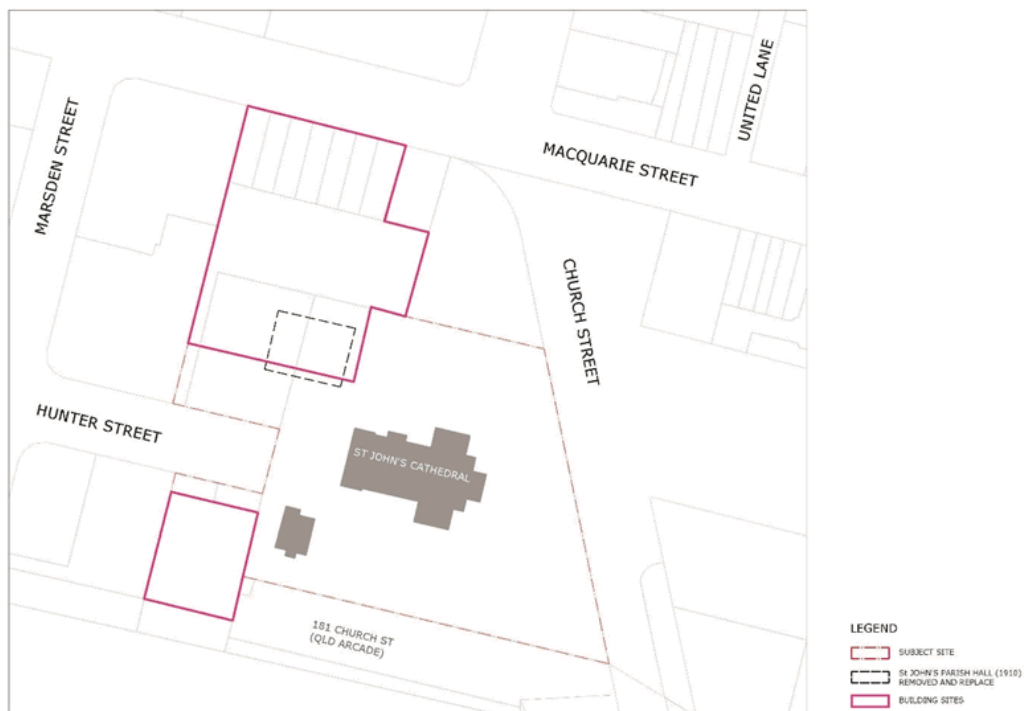 UNITED LANE
MARSDEN STREET
MACQUARIE STREET
CHURCH STREET
HUNTER STREET
ST JOHN'S CATHEDRAL
181 CHURCH ST
(QLD ARCADE)
LEGEND
SUBJECT SITE
St JOHN'S PARISH HALL (1910)
REMOVED AND REPLACE
BUILDING SITES